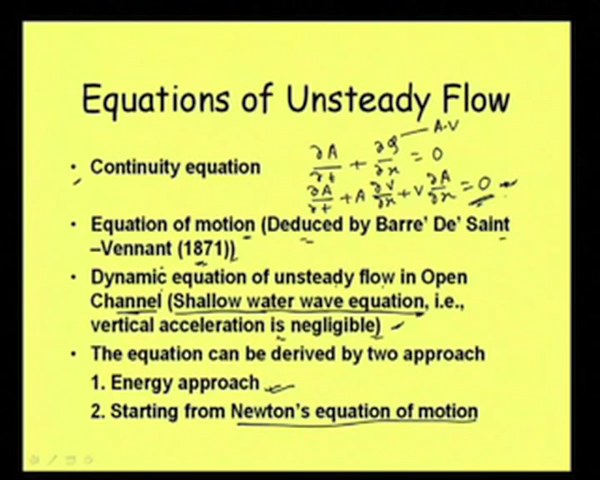 Equations of Unsteady Flow
∂A/∂t + ∂Q/∂x = 0 A.V
• Continuity equation
∂A/∂t + A ∂V/∂x + V ∂A/∂x = 0
• Equation of motion (Deduced by Barre’ De’ Saint
–Vennant (1871))
• Dynamic equation of unsteady flow in Open
Channel (Shallow water wave equation, i.e.,
vertical acceleration is negligible)
• The equation can be derived by two approach
1. Energy approach
2. Starting from Newton’s equation of motion